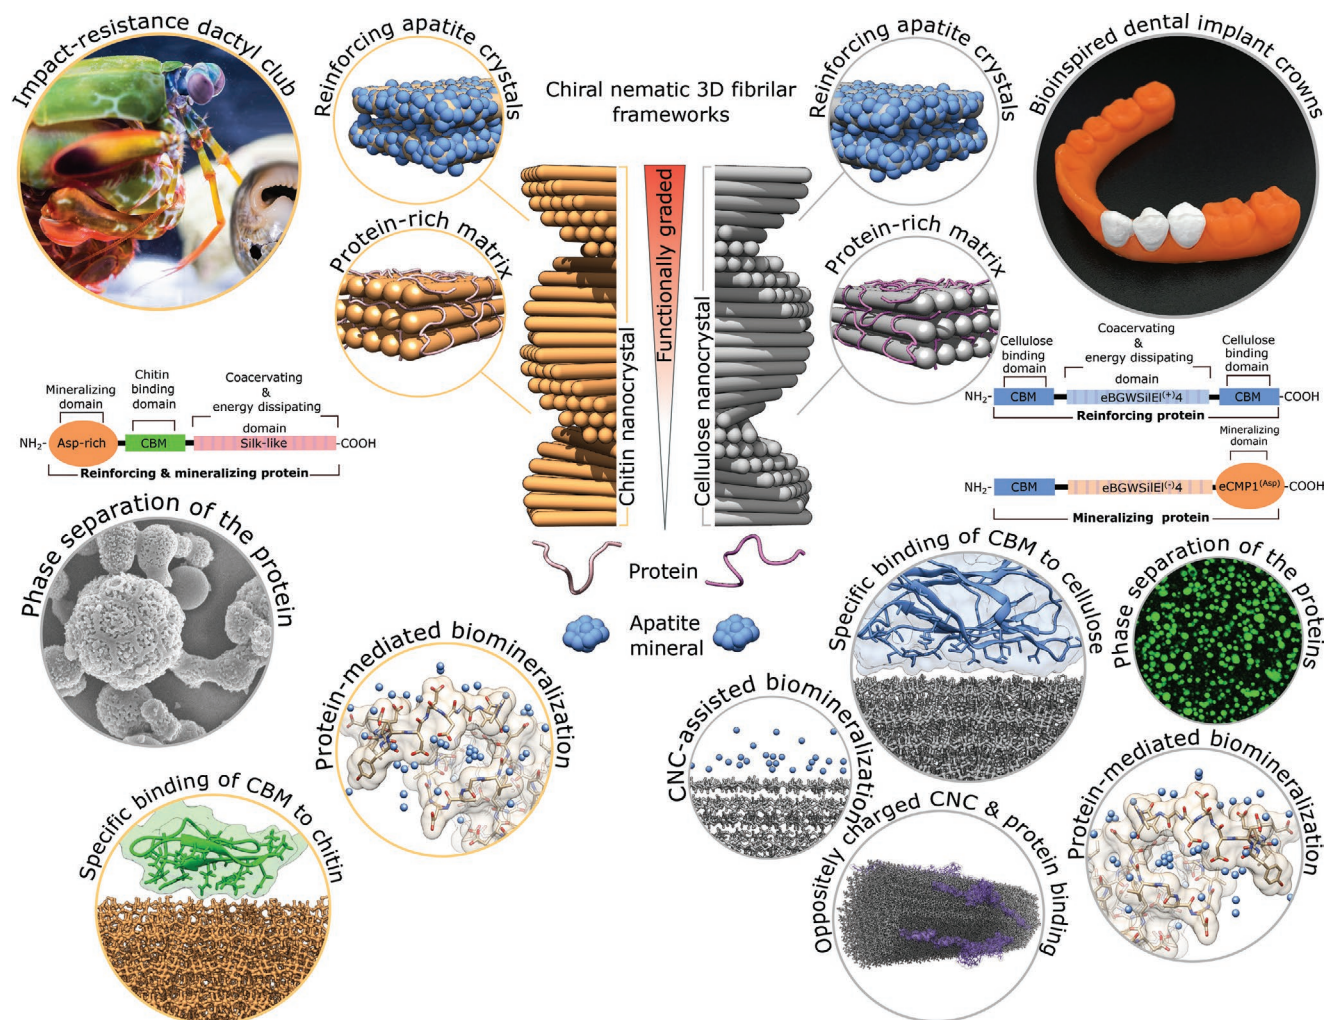 Impact-resistance dactyl club
Reinforcing apatite crystals
Chiral nematic 3D fibrilar
frameworks
Reinforcing apatite crystals
Bioinspired dental implant crowns
Protein-rich matrix
Chitin nanocrystal
Functionally graded
Cellulose nanocrystal
Protein-rich matrix
Mineralizing
domain
Chitin
binding
domain
Coacervating
&
energy dissipating
domain
NH2- Asp-rich CBM Silk-like -COOH
Reinforcing & mineralizing protein
Cellulose
binding
domain
Coacervating
&
energy dissipating
domain
Cellulose
binding
domain
NH2- CBM eBGWSilEl(+)4 CBM -COOH
Reinforcing protein
Mineralizing
domain
NH2- CBM eBGWSilEl(-)4 eCMP1(Asp) -COOH
Mineralizing protein
Protein
Apatite
mineral
Phase separation of the protein
Protein-mediated biomineralization
Specific binding of CBM to chitin
Specific binding of CBM to cellulose
Phase separation of the proteins
CNC-assisted biomineralization
Oppositely charged CNC & protein binding
Protein-mediated biomineralization